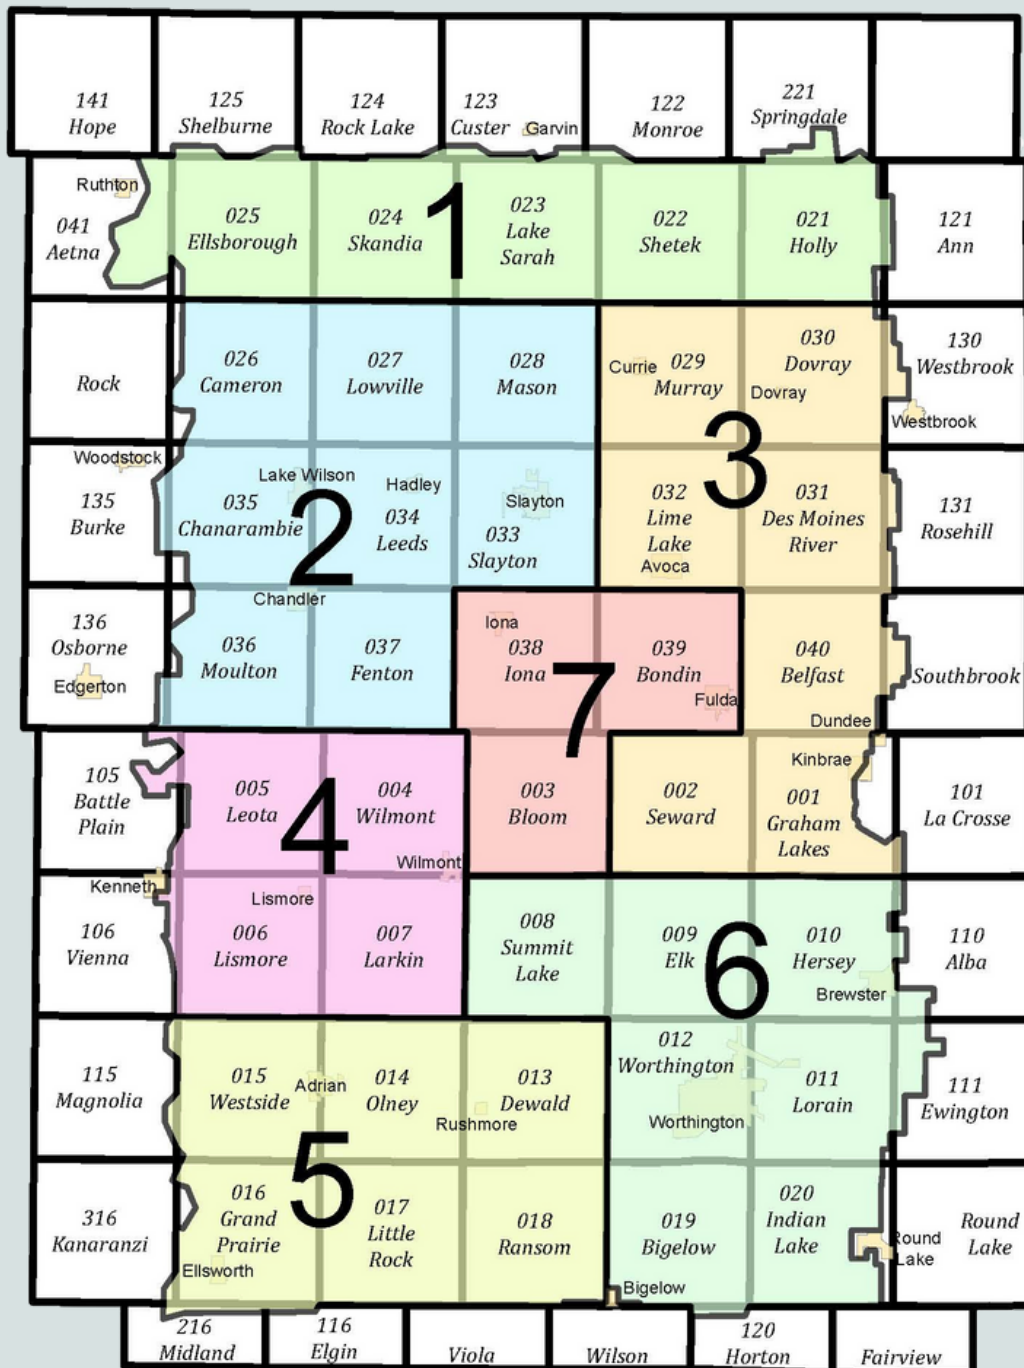 141
Hope
125
Shelburne
124
Rock Lake
123
Custer
Garvin
122
Monroe
221
Springdale
Ruthton
041
Aetna
025
Ellsborough
024
Skandia
1
023
Lake
Sarah
022
Shetek
021
Holly
121
Ann
Rock
026
Cameron
027
Lowville
028
Mason
Currie
029
Murray
030
Dovray
Dovray
130
Westbrook
Westbrook
3
Woodstock
135
Burke
Lake Wilson
035
Chanarambie
2
Hadley
034
Leeds
Slayton
033
Slayton
032
Lime
Lake
Avoca
031
Des Moines
River
131
Rosehill
136
Osborne
Edgerton
Chandler
036
Moulton
037
Fenton
Iona
038
Iona
7
039
Bondin
Fulda
040
Belfast
Dundee
Southbrook
105
Battle
Plain
005
Leota
4
004
Wilmont
Wilmont
003
Bloom
002
Seward
Kinbrae
001
Graham
Lakes
101
La Crosse
Kenneth
106
Vienna
Lismore
006
Lismore
007
Larkin
008
Summit
Lake
009
Elk
6
010
Hersey
Brewster
110
Alba
115
Magnolia
015
Westside
Adrian
014
Olney
013
Dewald
Rushmore
012
Worthington
Worthington
011
Lorain
111
Ewington
316
Kanaranzi
016
Grand
Prairie
Ellsworth
5
017
Little
Rock
018
Ransom
019
Bigelow
Bigelow
020
Indian
Lake
Round
Lake
Round
Lake
216
Midland
116
Elgin
Viola
Wilson
120
Horton
Fairview